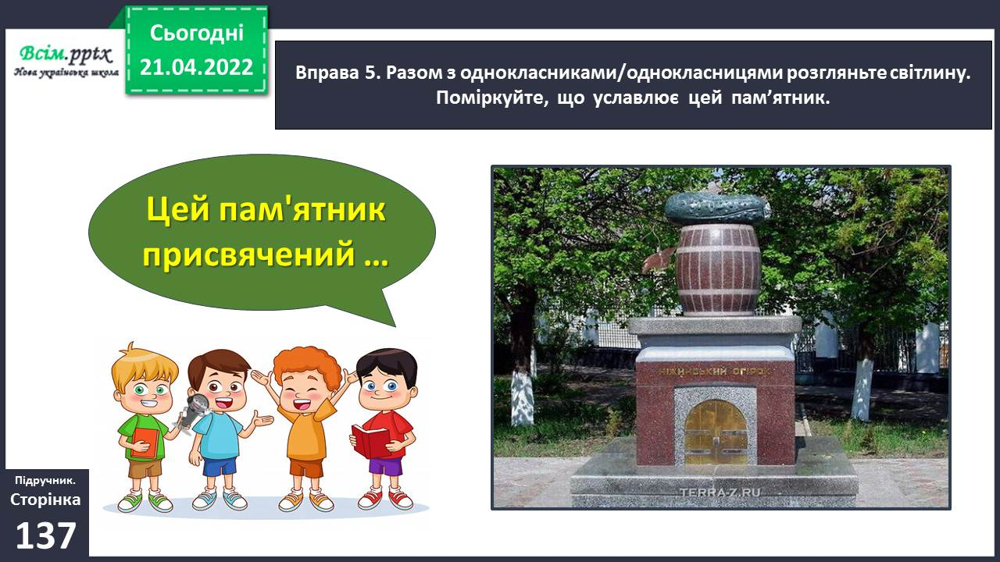 Всім.pptx
Нова українська школа
Сьогодні
21.04.2022
Вправа 5. Разом з однокласниками/однокласницями розгляньте світлину.
Поміркуйте, що уславлює цей пам’ятник.
Цей пам'ятник
присвячений ...
НІЖИНСЬКИЙ ОГІРОК
TERRA-Z.RU
Підручник.
Сторінка
137